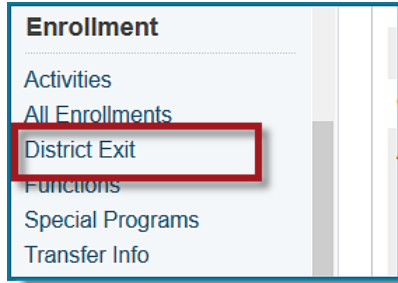 Enrollment
Activities
All Enrollments
District Exit
Functions
Special Programs
Transfer Info